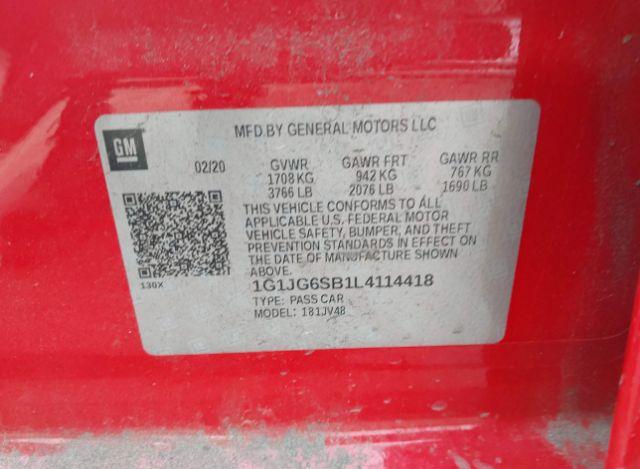 GM
MFD BY GENERAL MOTORS LLC
02/20 GVWR GAWR FRT GAWR RR
1708 KG 942 KG 767 KG
3766 LB 2076 LB 1690 LB
THIS VEHICLE CONFORMS TO ALL
APPLICABLE U.S. FEDERAL MOTOR
VEHICLE SAFETY, BUMPER, AND THEFT
PREVENTION STANDARDS IN EFFECT ON
THE DATE OF MANUFACTURE SHOWN
ABOVE.
130X
1G1JG6SB1L4114418
TYPE: PASS CAR
MODEL: 181JV48